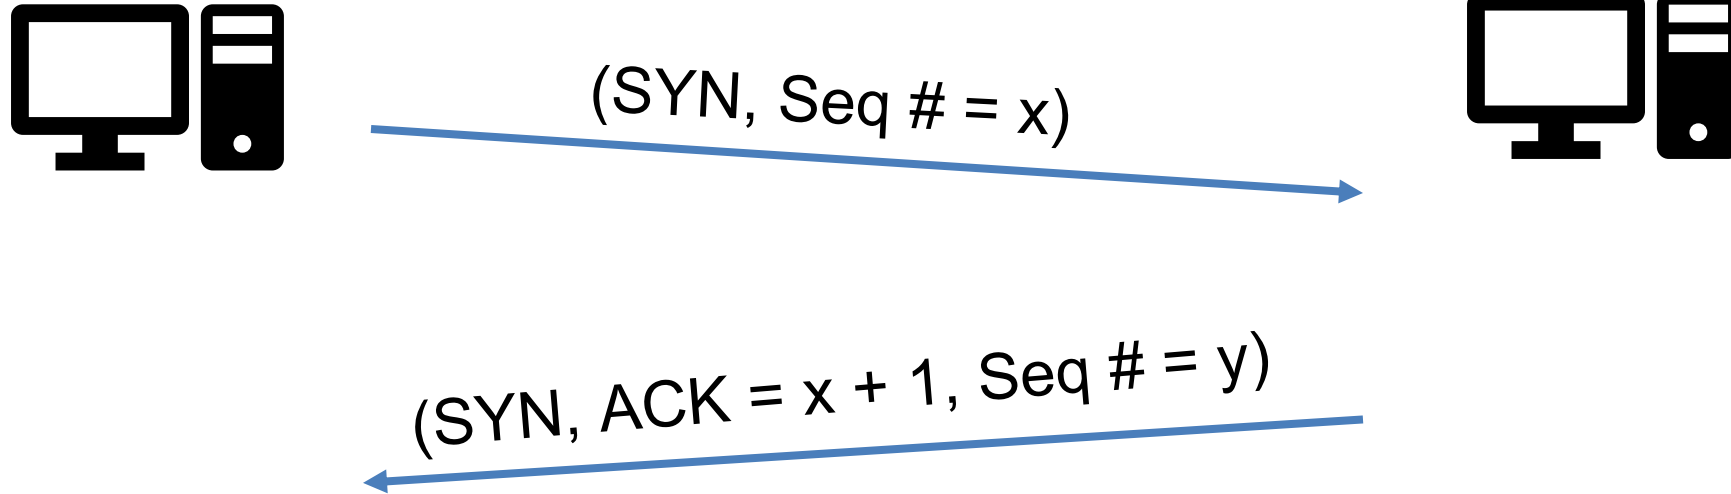 (SYN, Seq # = x)
(SYN, ACK = x + 1, Seq # = y)